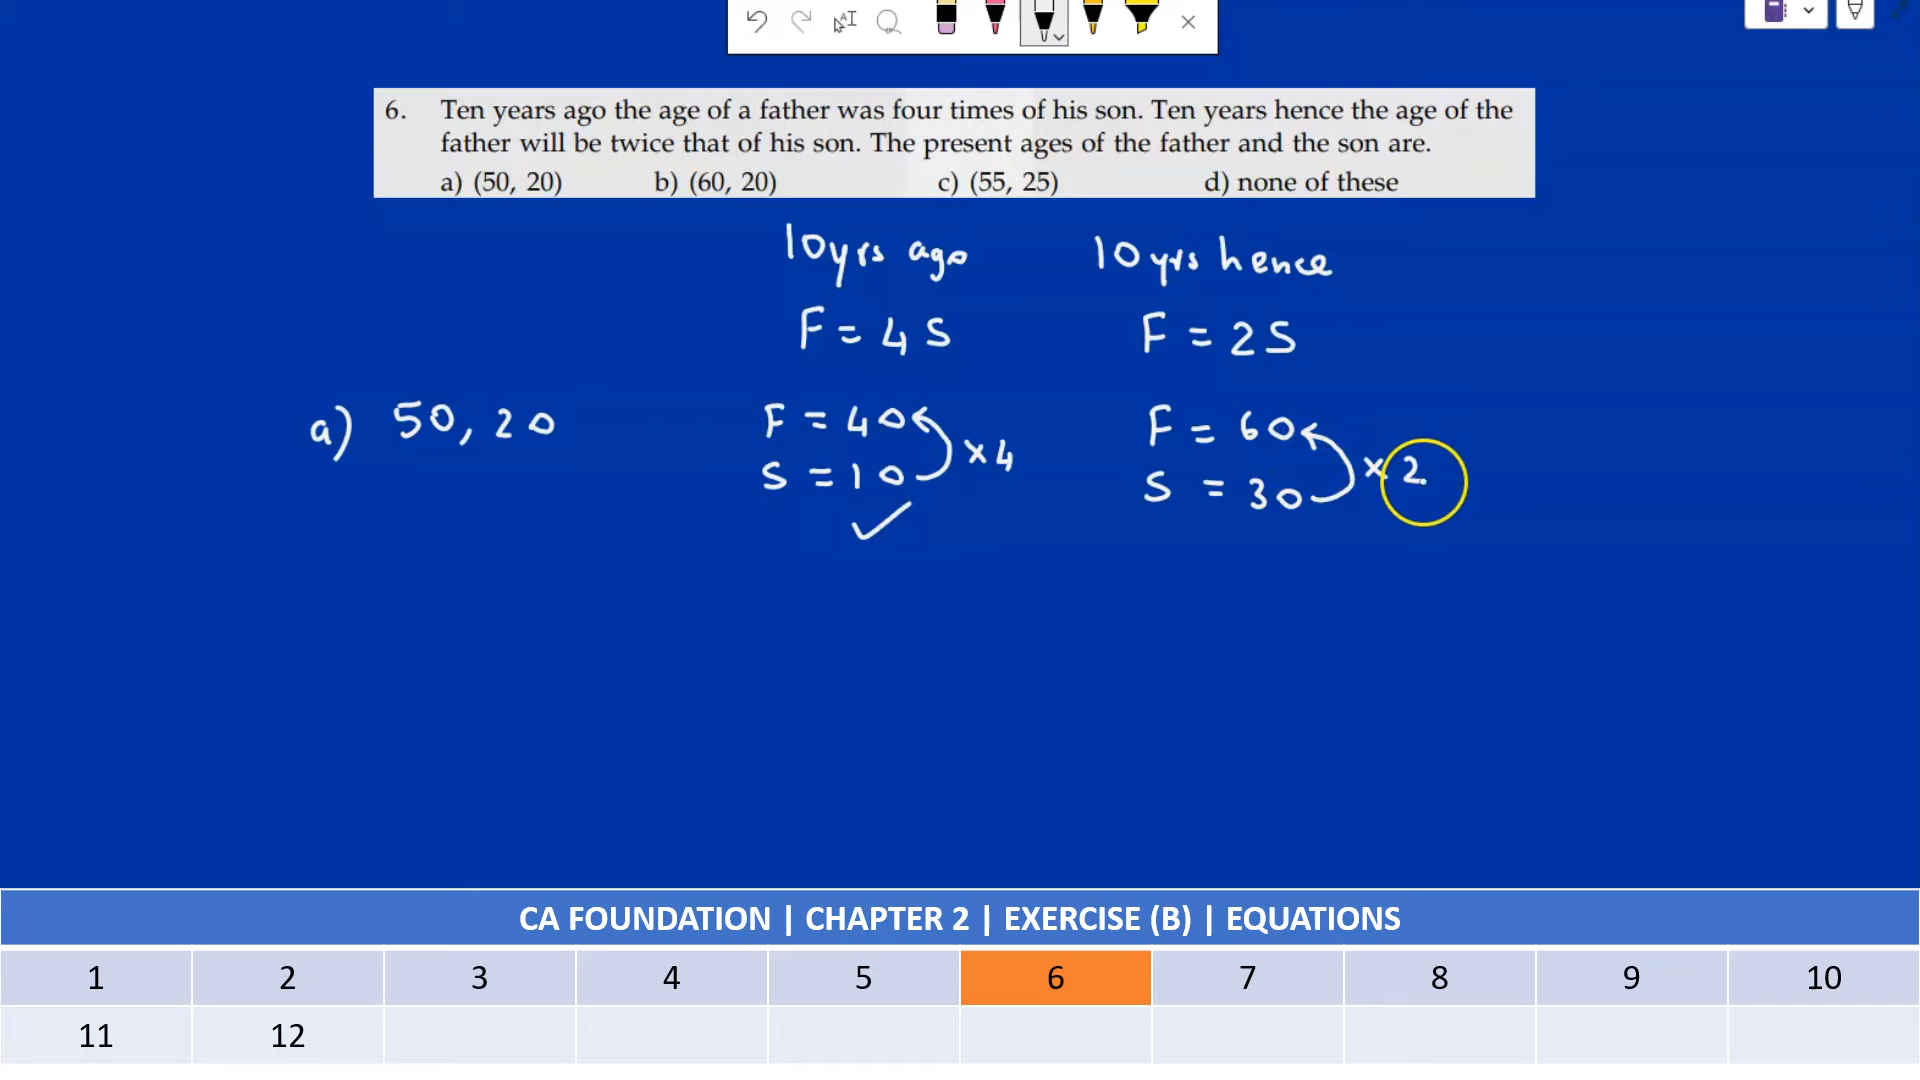 6. Ten years ago the age of a father was four times of his son. Ten years hence the age of the
father will be twice that of his son. The present ages of the father and the son are.
a) (50, 20) b) (60, 20) c) (55, 25) d) none of these
10yrs ago 10yrs hence
F = 4 S F = 2 S
a) 50, 20 F = 40 ×4 F = 60 × 2.
S = 10 S = 30
CA FOUNDATION | CHAPTER 2 | EXERCISE (B) | EQUATIONS
1 2 3 4 5 6 7 8 9 10
11 12